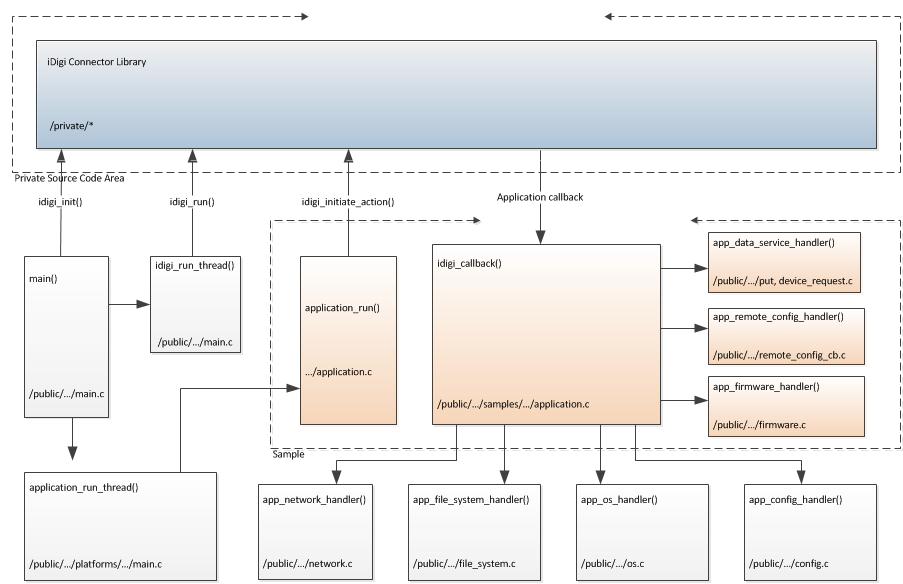 iDigi Connector Library
/private/*
Private Source Code Area
idigi_init()
idigi_run()
idigi_initiate_action()
Application callback
main()
/public/.../main.c
idigi_run_thread()
/public/.../main.c
application_run()
.../application.c
idigi_callback()
/public/.../samples/.../application.c
app_data_service_handler()
/public/.../put, device_request.c
app_remote_config_handler()
/public/.../remote_config_cb.c
app_firmware_handler()
/public/.../firmware.c
Sample
application_run_thread()
/public/.../platforms/.../main.c
app_network_handler()
/public/.../network.c
app_file_system_handler()
/public/.../file_system.c
app_os_handler()
/public/.../os.c
app_config_handler()
/public/.../config.c